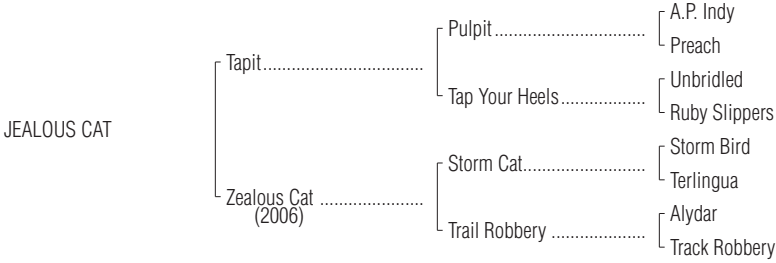 A.P. Indy
Pulpit..............................
Preach
Tapit................................
Unbridled
Tap Your Heels.................
Ruby Slippers
JEALOUS CAT
Storm Bird
Storm Cat........................
Terlingua
Zealous Cat .....................
(2006)
Alydar
Trail Robbery ...................
Track Robbery